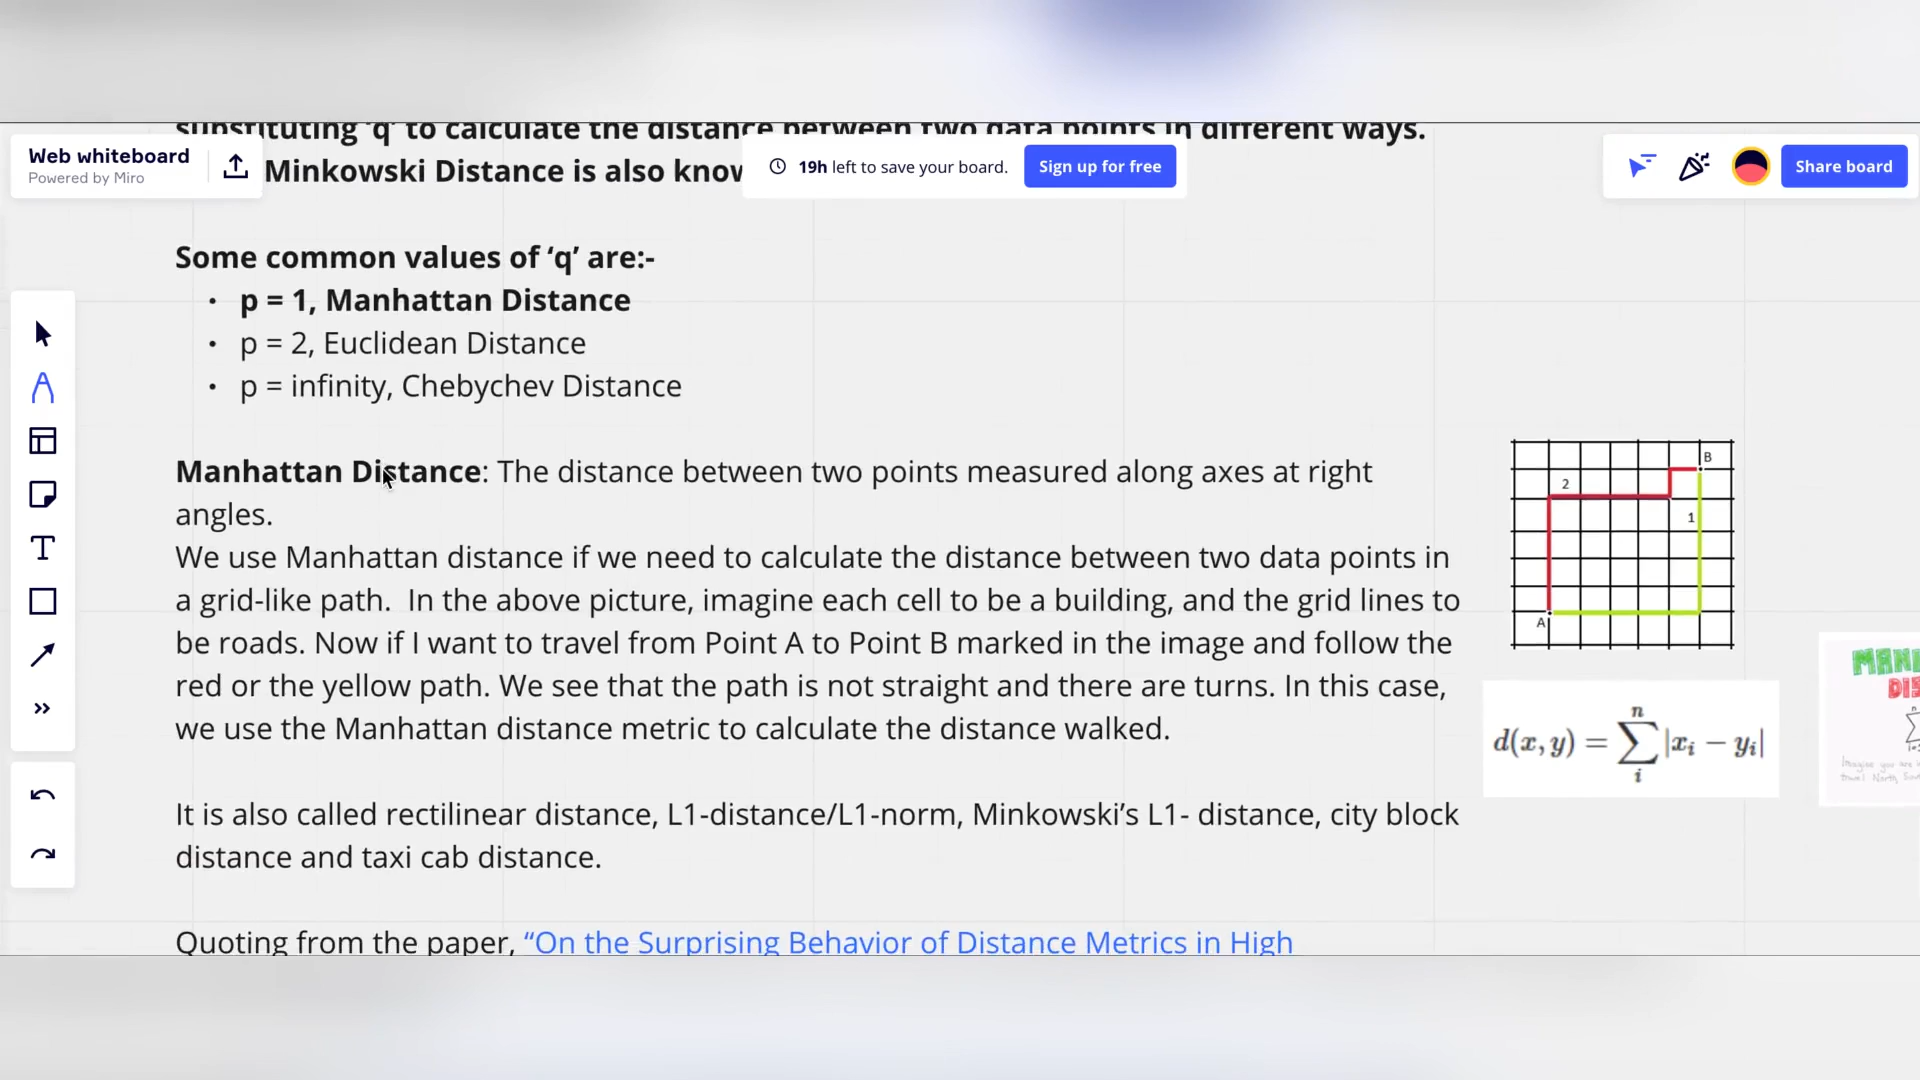 substituting ‘q’ to calculate the distance between two data points in different ways.
Minkowski Distance is also know
Web whiteboard
Powered by Miro
19h left to save your board.
Sign up for free
Share board
Some common values of ‘q’ are:-
• p = 1, Manhattan Distance
• p = 2, Euclidean Distance
• p = infinity, Chebychev Distance
Manhattan Distance: The distance between two points measured along axes at right
angles.
We use Manhattan distance if we need to calculate the distance between two data points in
a grid-like path.  In the above picture, imagine each cell to be a building, and the grid lines to
be roads. Now if I want to travel from Point A to Point B marked in the image and follow the
red or the yellow path. We see that the path is not straight and there are turns. In this case,
we use the Manhattan distance metric to calculate the distance walked.
It is also called rectilinear distance, L1-distance/L1-norm, Minkowski’s L1- distance, city block
distance and taxi cab distance.
Quoting from the paper, “On the Surprising Behavior of Distance Metrics in High
B
2
1
A
d(x, y) = ∑ⁿᵢ |xᵢ − yᵢ|
MAN
DIS
Imagine you are
travel North, Sou